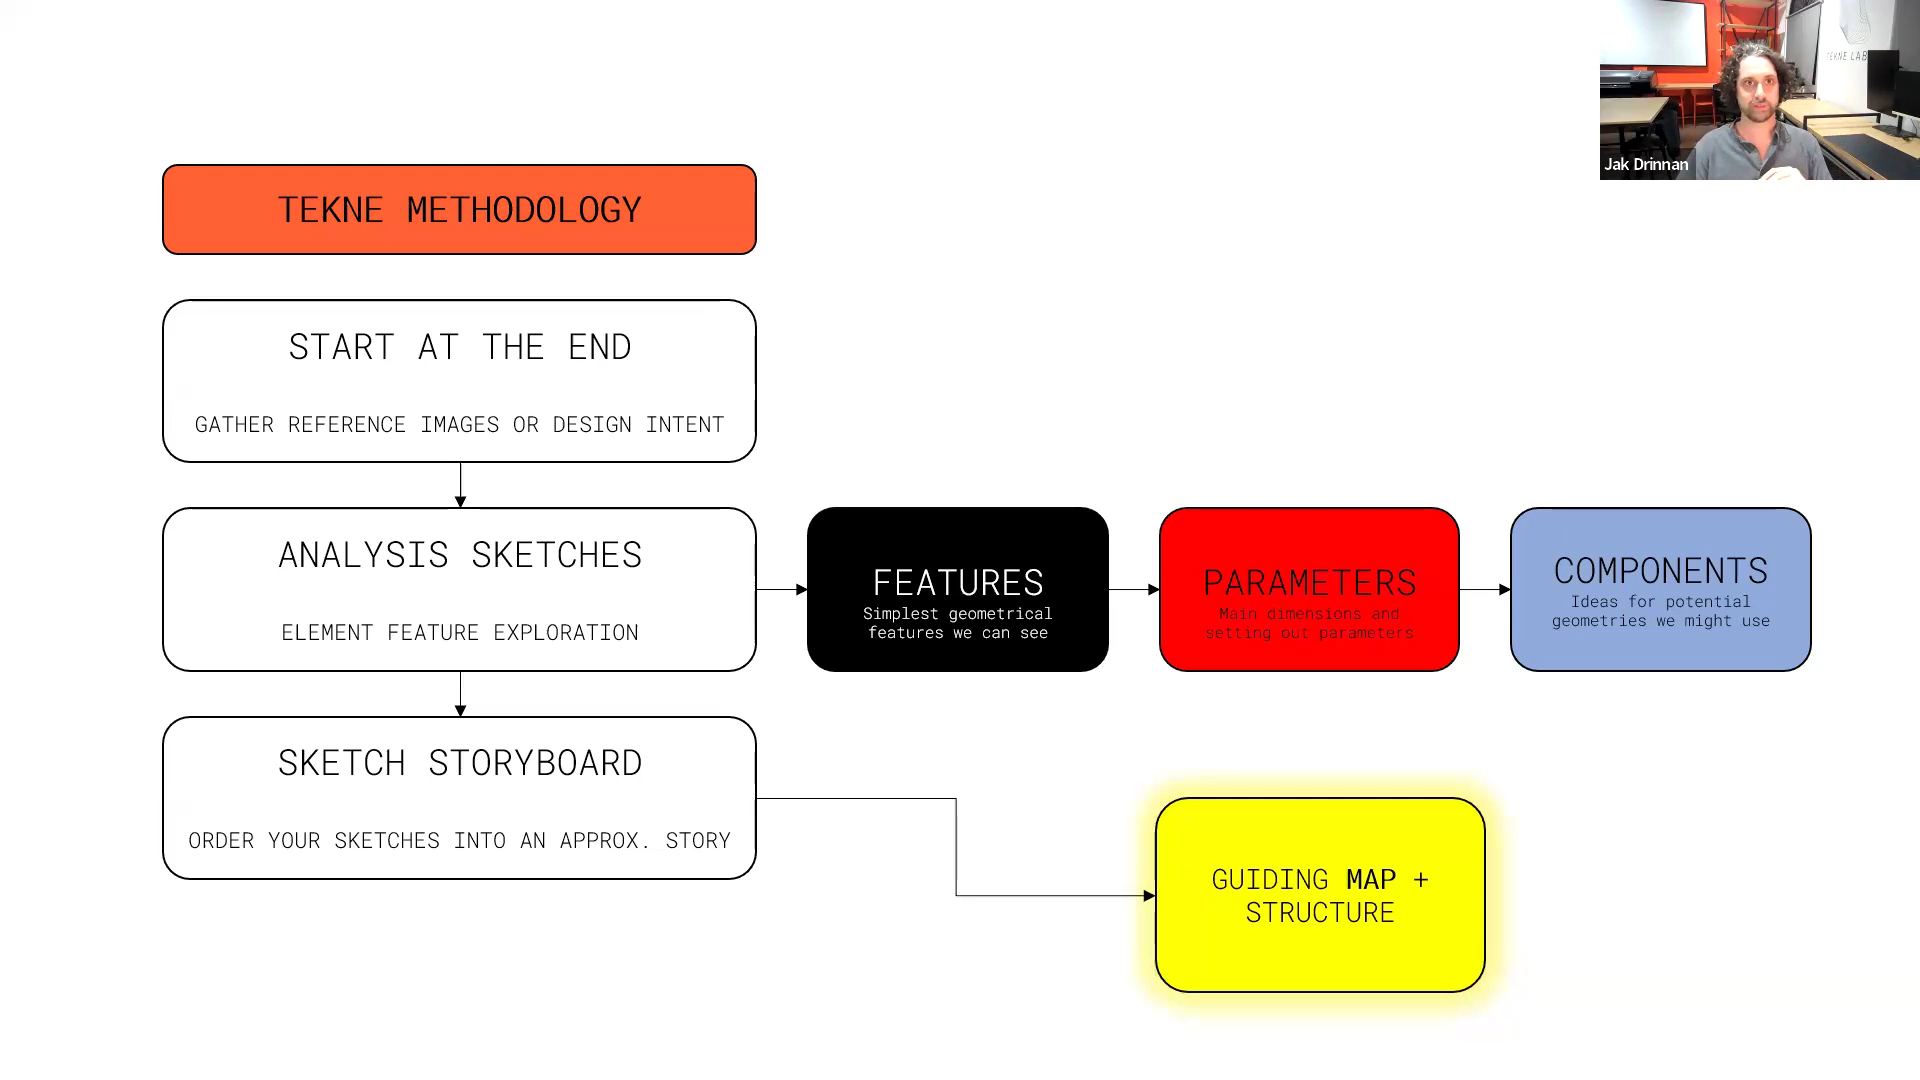 TEKNE LAB
Jak Drinnan
TEKNE METHODOLOGY
START AT THE END
GATHER REFERENCE IMAGES OR DESIGN INTENT
ANALYSIS SKETCHES
ELEMENT FEATURE EXPLORATION
FEATURES
Simplest geometrical
features we can see
PARAMETERS
Main dimensions and
setting out parameters
COMPONENTS
Ideas for potential
geometries we might use
SKETCH STORYBOARD
ORDER YOUR SKETCHES INTO AN APPROX. STORY
GUIDING MAP +
STRUCTURE